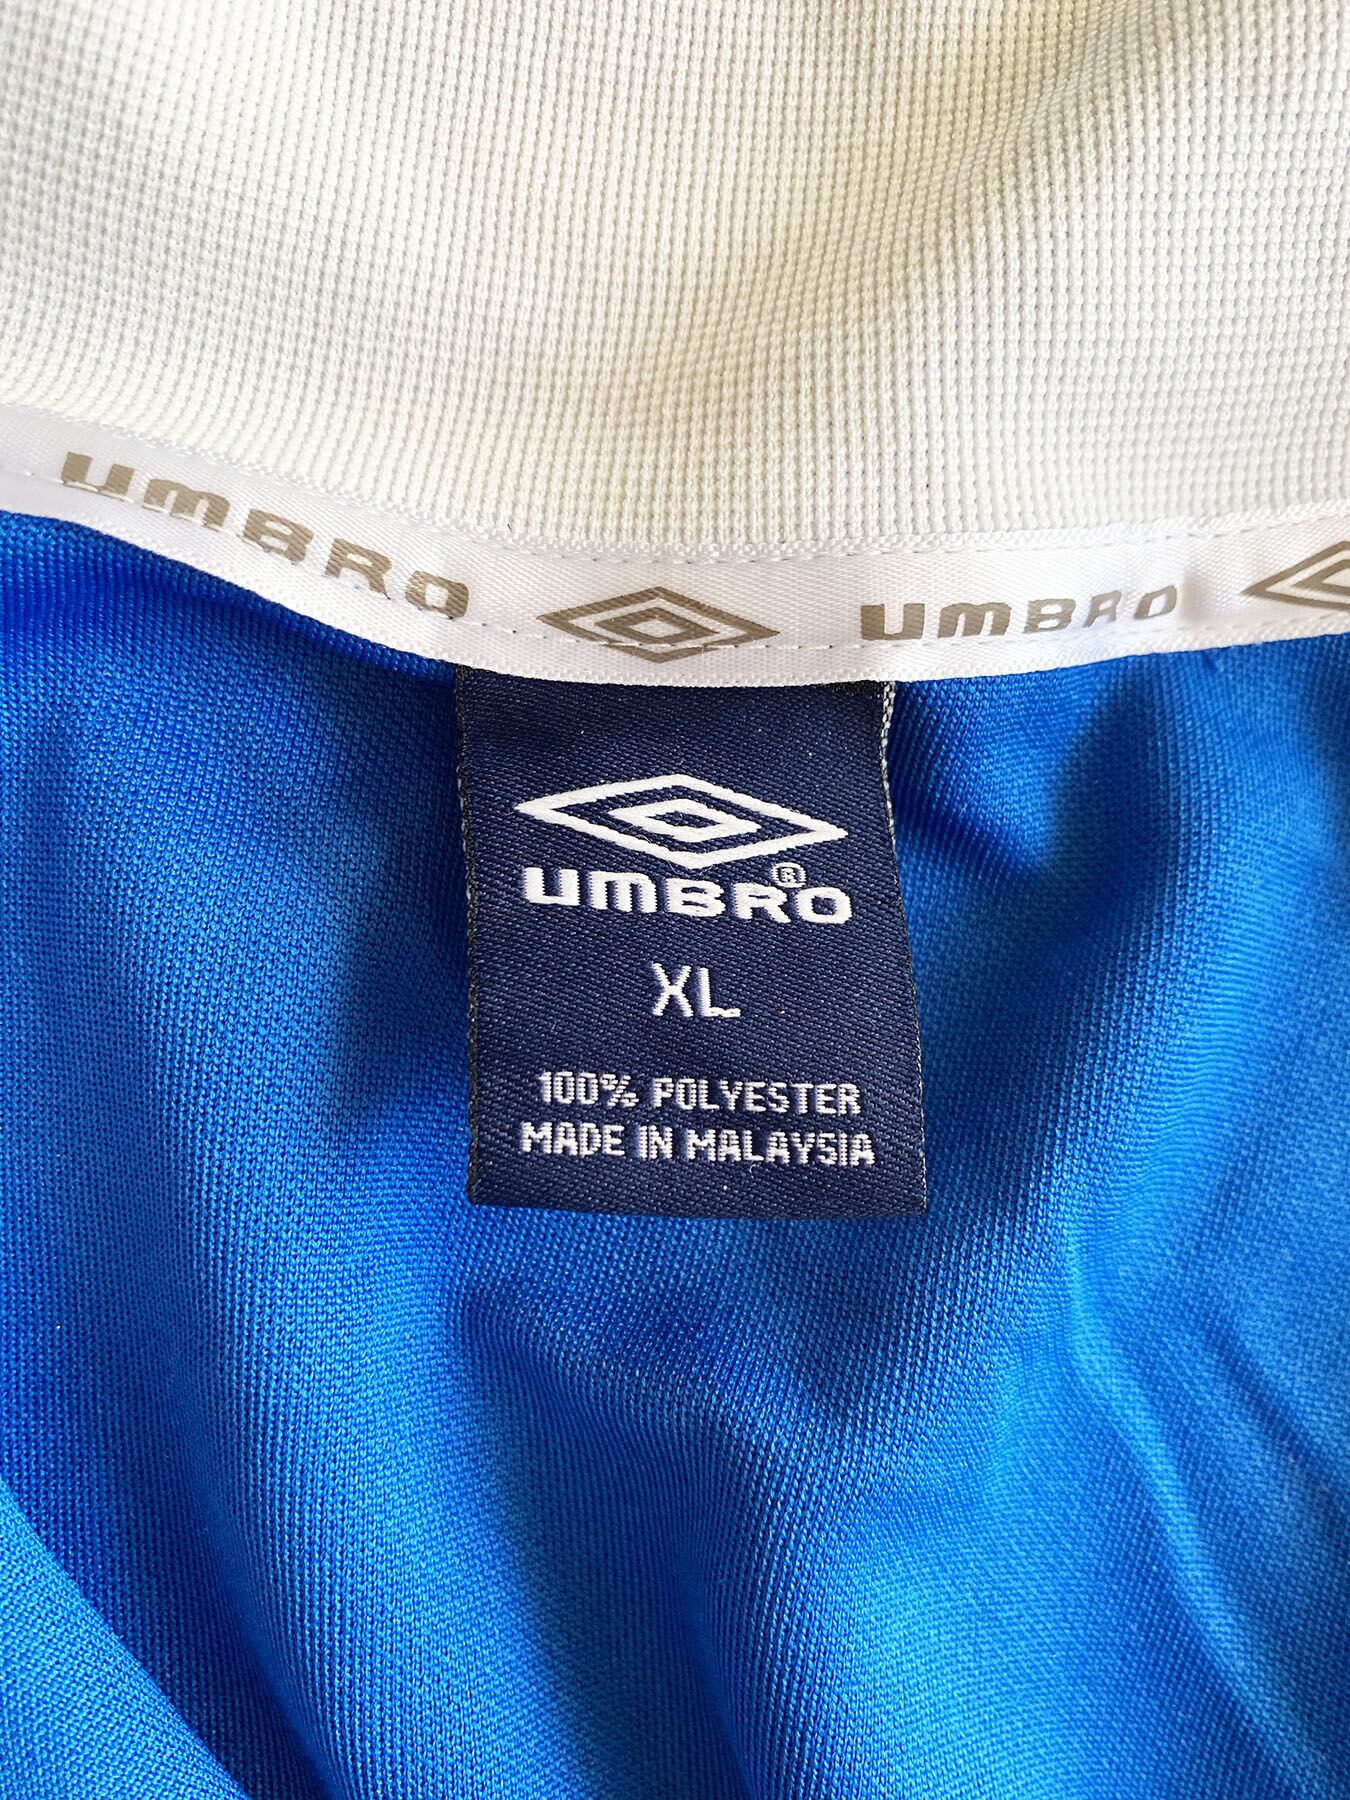 UMBRO UMBRO
UMBRO®
XL
100% POLYESTER
MADE IN MALAYSIA